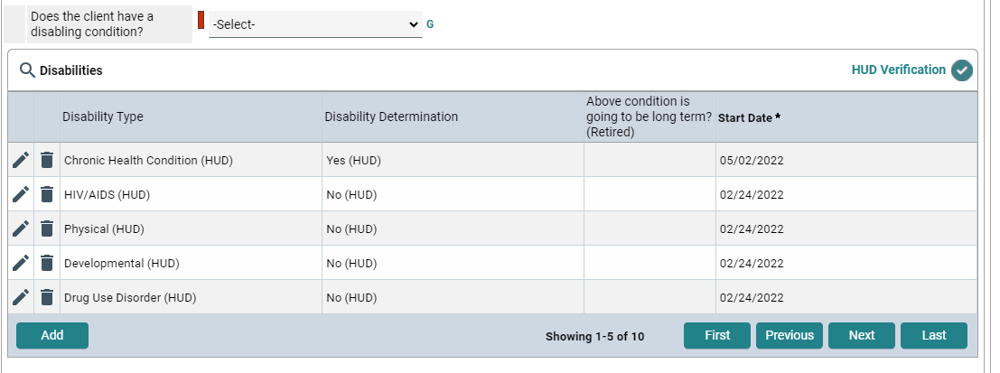 Does the client have a
disabling condition?
-Select-
G
Disabilities
HUD Verification
Disability Type
Disability Determination
Above condition is
going to be long term?
(Retired)
Start Date *
Chronic Health Condition (HUD)
Yes (HUD)
05/02/2022
HIV/AIDS (HUD)
No (HUD)
02/24/2022
Physical (HUD)
No (HUD)
02/24/2022
Developmental (HUD)
No (HUD)
02/24/2022
Drug Use Disorder (HUD)
No (HUD)
02/24/2022
Add
Showing 1-5 of 10
First
Previous
Next
Last